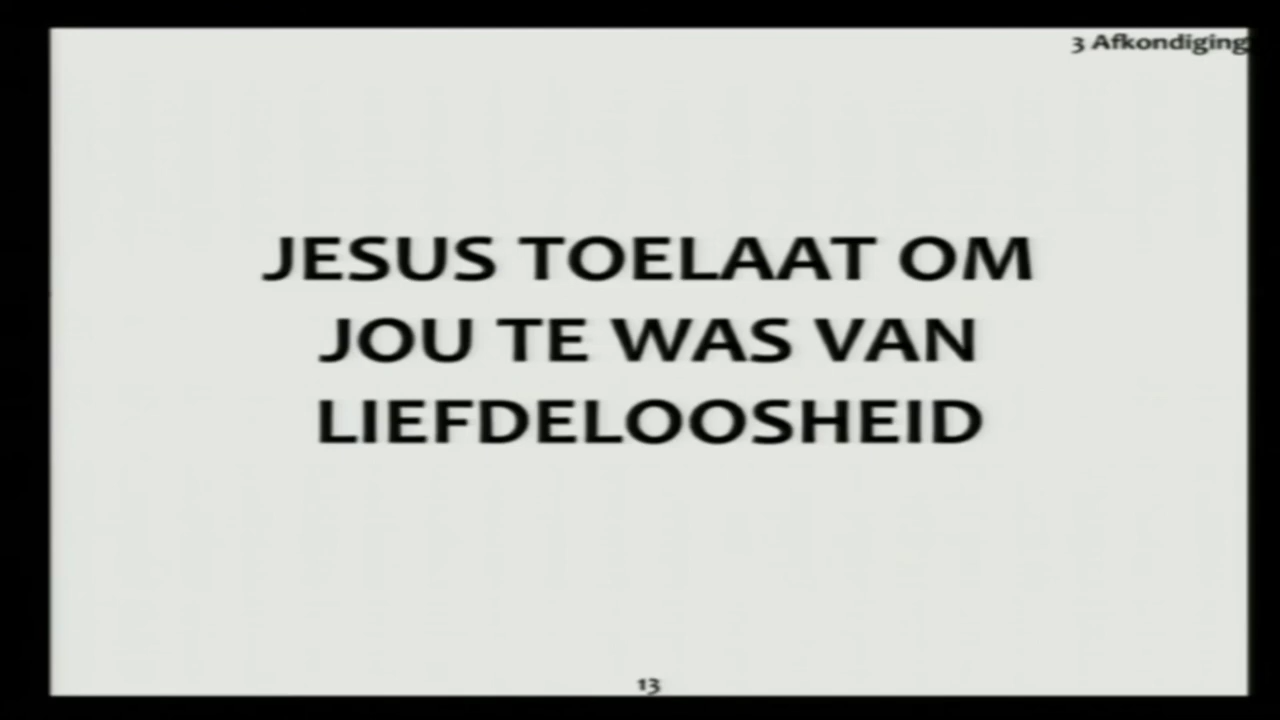 3 Afkondiging
JESUS TOELAAT OM
JOU TE WAS VAN
LIEFDELOOSHEID
13